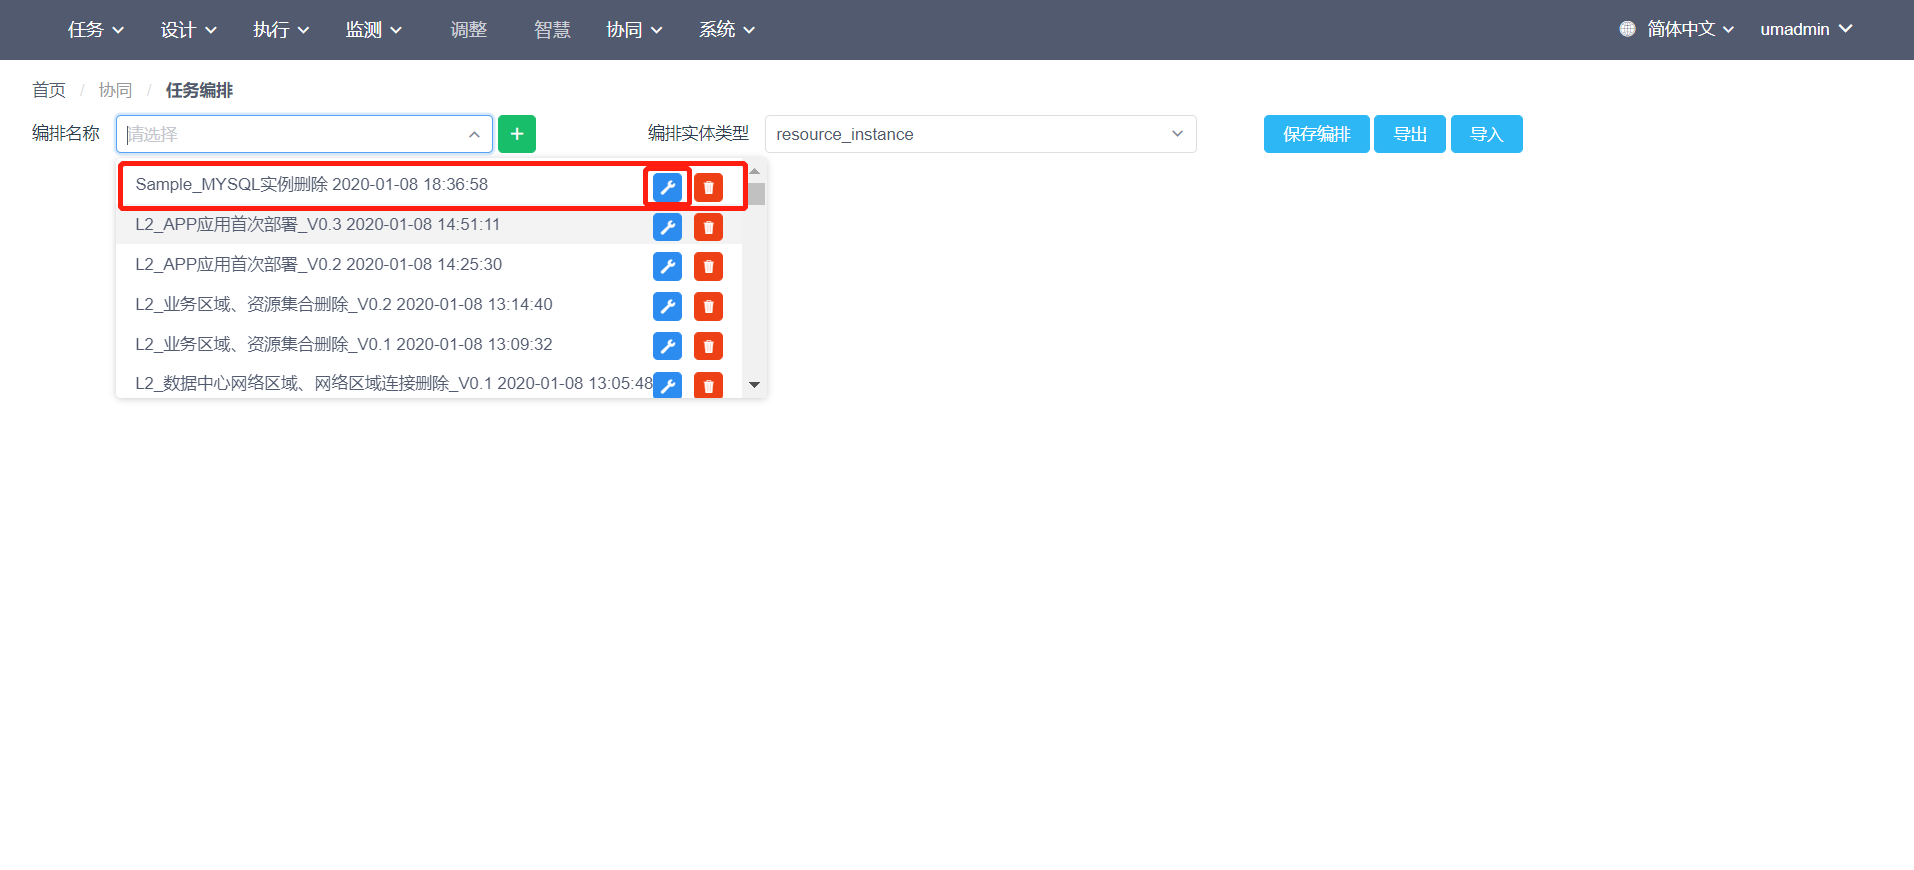 任务 设计 执行 监测 调整 智慧 协同 系统 简体中文 umadmin
首页 / 协同 / 任务编排
编排名称 请选择 + 编排实体类型 resource_instance 保存编排 导出 导入
Sample_MYSQL实例删除 2020-01-08 18:36:58
L2_APP应用首次部署_V0.3 2020-01-08 14:51:11
L2_APP应用首次部署_V0.2 2020-01-08 14:25:30
L2_业务区域、资源集合删除_V0.2 2020-01-08 13:14:40
L2_业务区域、资源集合删除_V0.1 2020-01-08 13:09:32
L2_数据中心网络区域、网络区域连接删除_V0.1 2020-01-08 13:05:48